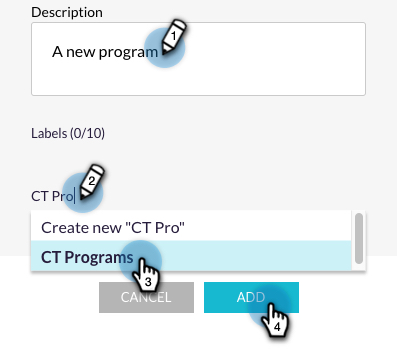 Description
A new program
1
Labels (0/10)
CT Pro
2
Create new "CT Pro"
CT Programs
3
CANCEL
ADD
4